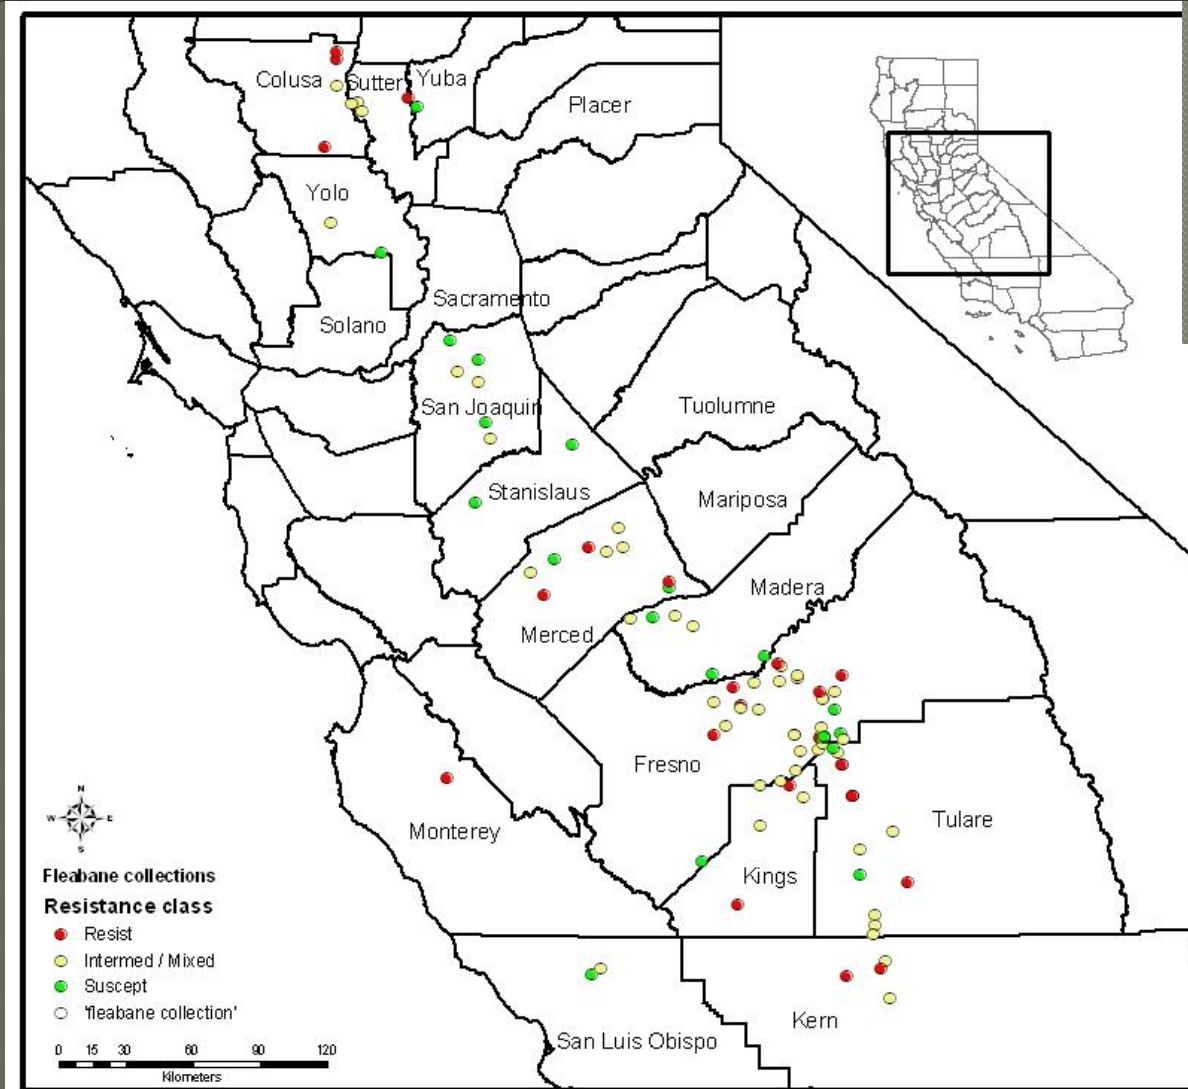 Colusa
Sutter
Yuba
Placer
Yolo
Sacramento
Solano
San Joaquin
Tuolumne
Stanislaus
Mariposa
Madera
Merced
Fresno
Monterey
Tulare
Kings
San Luis Obispo
Kern
N
W E
S
Fleabane collections
Resistance class
Resist
Intermed / Mixed
Suscept
'fleabane collection'
0 15 30 60 90 120
Kilometers